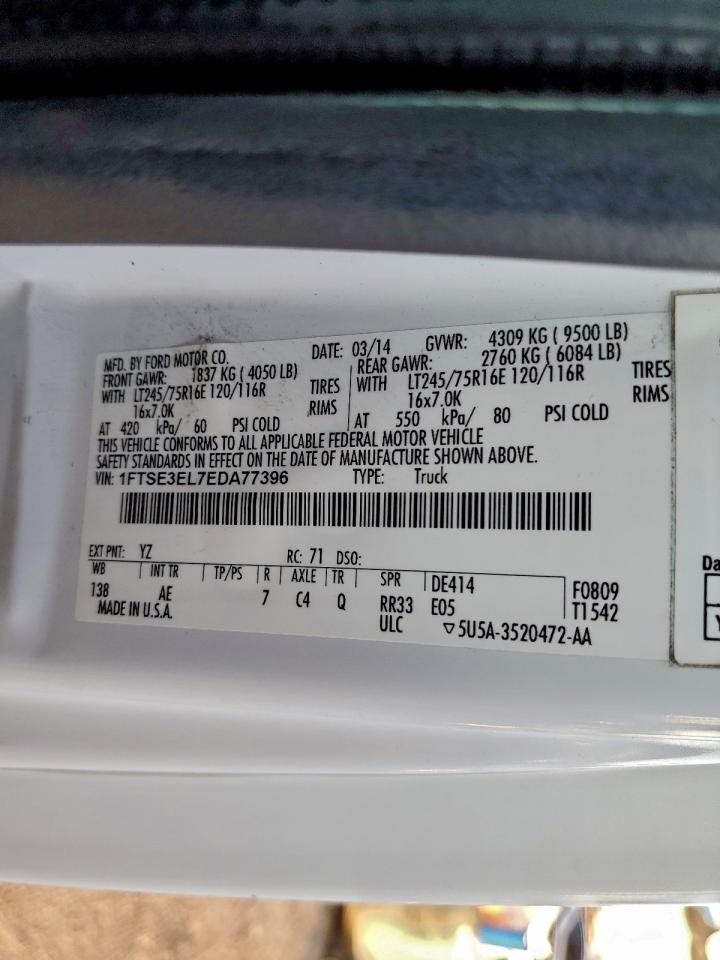 MFD. BY FORD MOTOR CO. DATE: 03/14 GVWR: 4309 KG ( 9500 LB)
FRONT GAWR: 1837 KG ( 4050 LB) REAR GAWR: 2760 KG ( 6084 LB)
WITH LT245/75R16E 120/116R TIRES WITH LT245/75R16E 120/116R TIRES
16x7.0K RIMS 16x7.0K RIMS
AT 420 kPa/ 60 PSI COLD AT 550 kPa/ 80 PSI COLD
THIS VEHICLE CONFORMS TO ALL APPLICABLE FEDERAL MOTOR VEHICLE
SAFETY STANDARDS IN EFFECT ON THE DATE OF MANUFACTURE SHOWN ABOVE.
VIN: 1FTSE3EL7EDA77396 TYPE: Truck
EXT PNT: YZ RC: 71 DSO:
WB INT TR TP/PS R AXLE TR SPR DE414 F0809
138 AE 7 C4 Q RR33 E05 T1542
MADE IN U.S.A. ULC ▽5U5A-3520472-AA
Da
Y